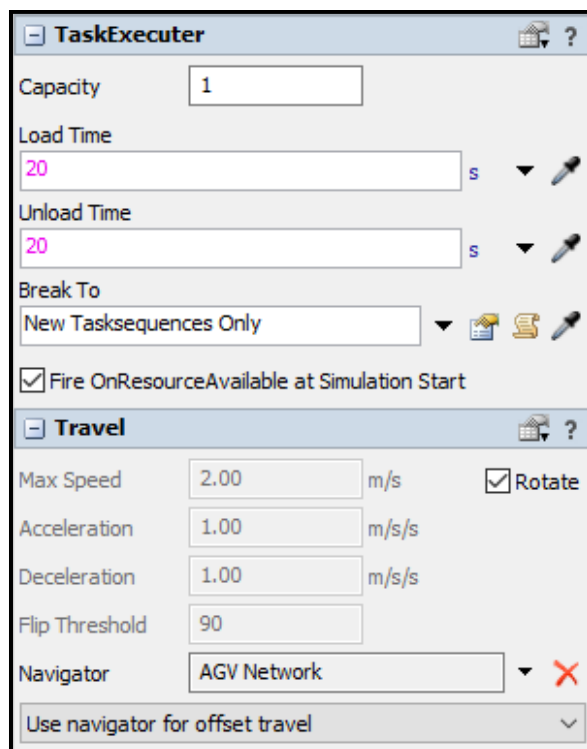 TaskExecuter ?
Capacity 1
Load Time
20 s
Unload Time
20 s
Break To
New Tasksequences Only
Fire OnResourceAvailable at Simulation Start
Travel ?
Max Speed 2.00 m/s Rotate
Acceleration 1.00 m/s/s
Deceleration 1.00 m/s/s
Flip Threshold 90
Navigator AGV Network
Use navigator for offset travel